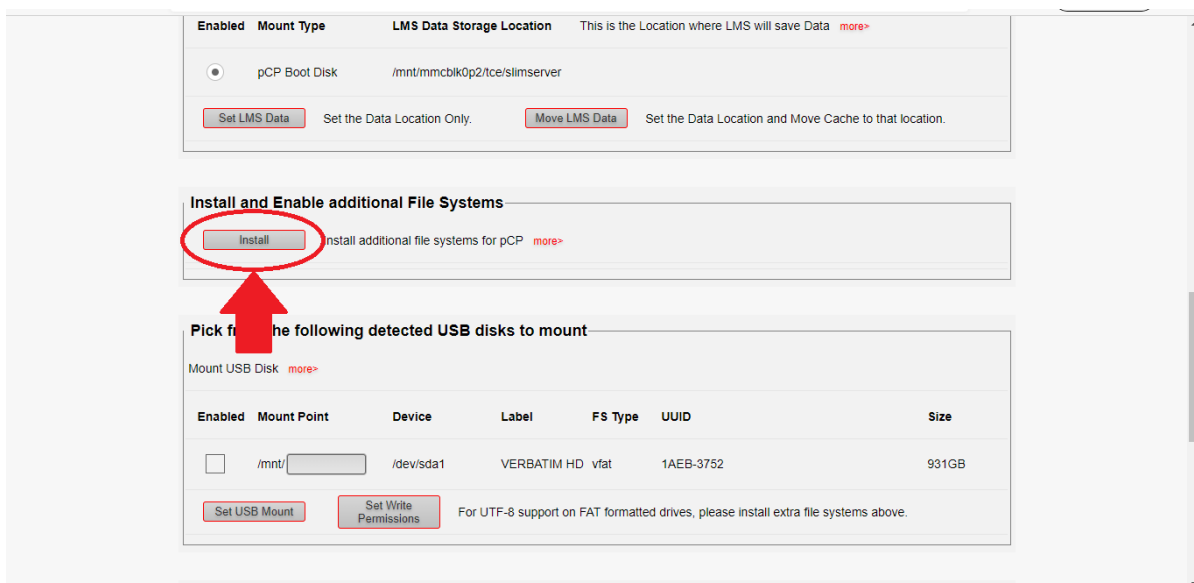 Enabled Mount Type LMS Data Storage Location This is the Location where LMS will save Data more>
pCP Boot Disk /mnt/mmcblk0p2/tce/slimserver
Set LMS Data Set the Data Location Only. Move LMS Data Set the Data Location and Move Cache to that location.
Install and Enable additional File Systems
Install Install additional file systems for pCP more>
Pick the following detected USB disks to mount
Mount USB Disk more>
Enabled Mount Point Device Label FS Type UUID Size
/mnt/ /dev/sda1 VERBATIM HD vfat 1AEB-3752 931GB
Set USB Mount Set Write Permissions For UTF-8 support on FAT formatted drives, please install extra file systems above.